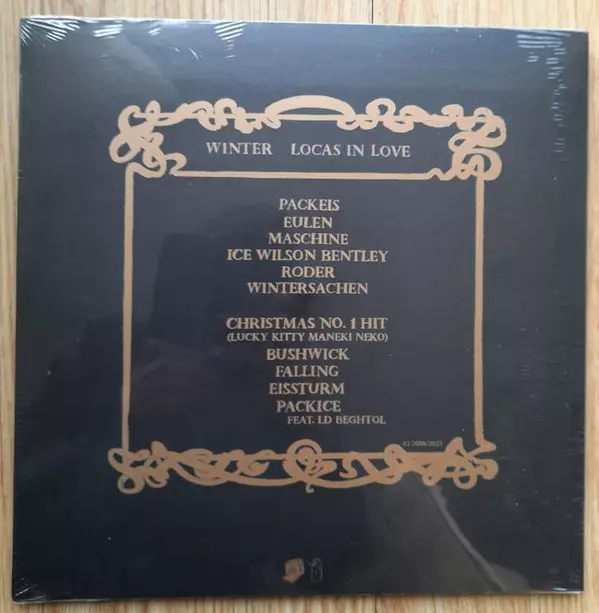 WINTER LOCAS IN LOVE
PACKEIS
EULEN
MASCHINE
ICE WILSON BENTLEY
RODER
WINTERSACHEN
CHRISTMAS NO. 1 HIT
(LUCKY KITTY MANEKI NEKO)
BUSHWICK
FALLING
EISSTURM
PACKICE
FEAT. LD BEGHTOL